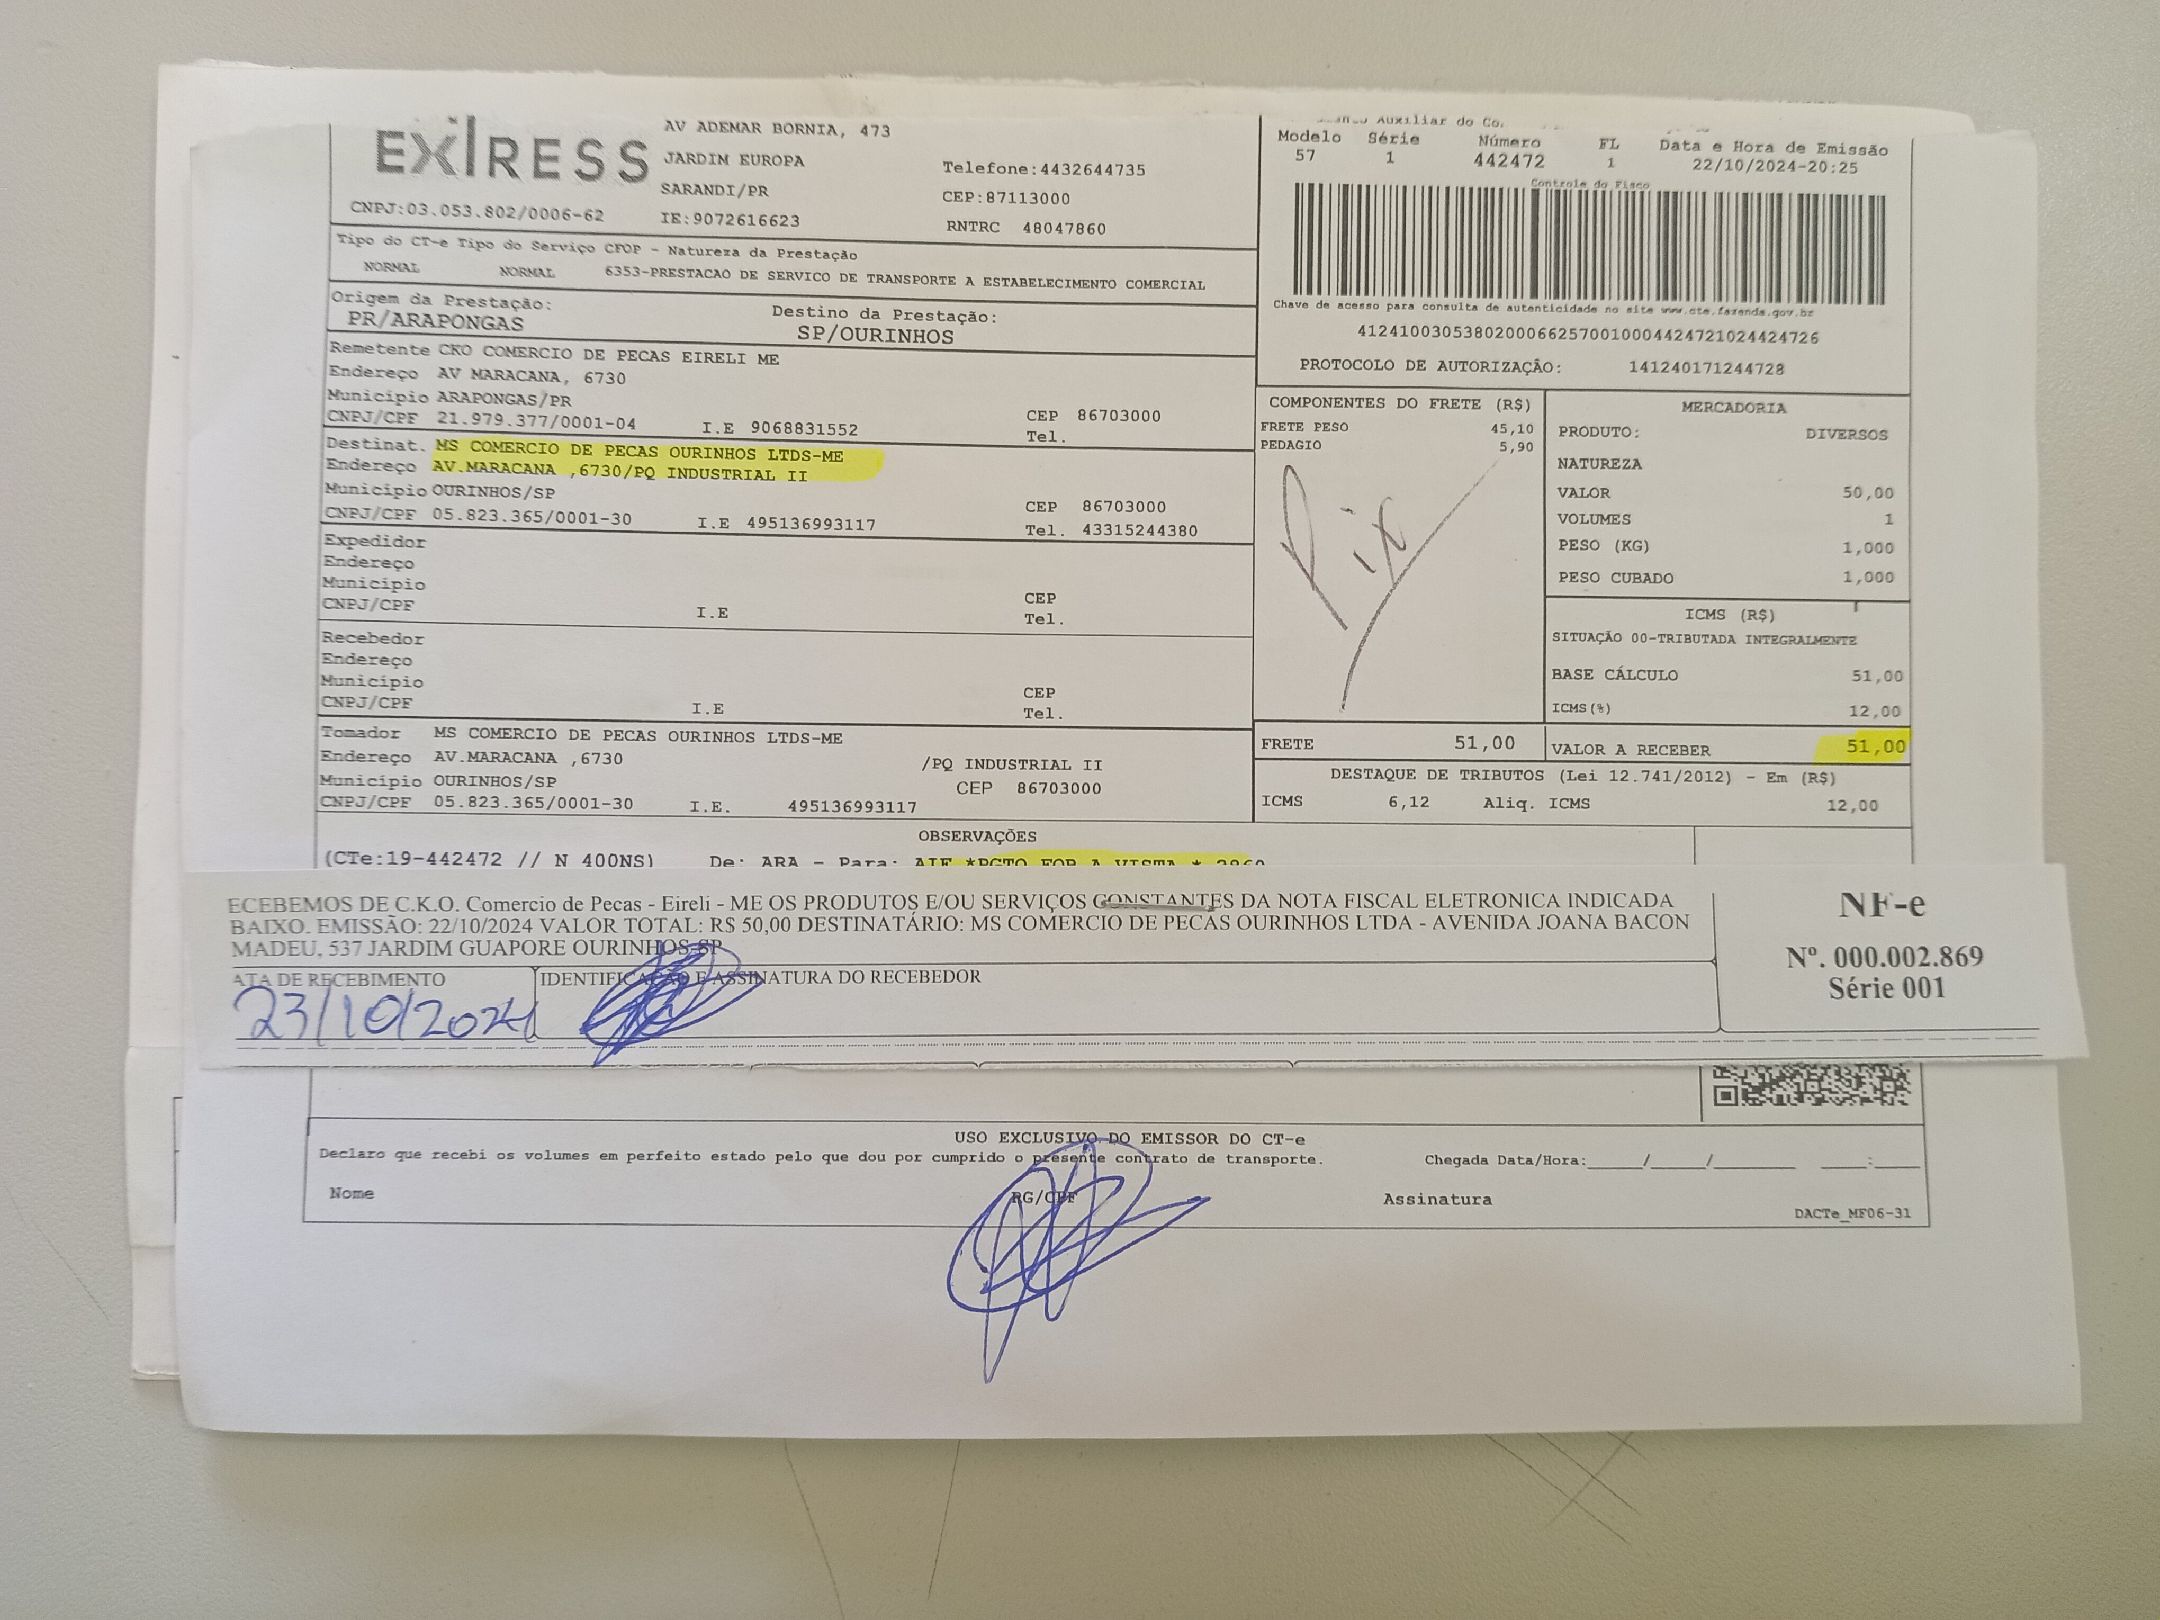 EXIRESS
CNPJ:03.053.802/0006-62
AV ADEMAR BORNIA, 473
JARDIM EUROPA
SARANDI/PR
IE:9072616623
Telefone:4432644735
CEP:87113000
RNTRC 48047860
Auxiliar do Co
Modelo Série Número FL Data e Hora de Emissão
57 1 442472 1 22/10/2024-20:25
Controle do Fisco
Chave de acesso para consulta de autenticidade no site www.cte.fazenda.gov.br
41241003053802000662570010004424721024424726
PROTOCOLO DE AUTORIZAÇÃO: 141240171244728
Tipo do CT-e Tipo do Serviço CFOP - Natureza da Prestação
NORMAL NORMAL 6353-PRESTACAO DE SERVICO DE TRANSPORTE A ESTABELECIMENTO COMERCIAL
Origem da Prestação: Destino da Prestação:
PR/ARAPONGAS SP/OURINHOS
Remetente CKO COMERCIO DE PECAS EIRELI ME
Endereço AV MARACANA, 6730
Município ARAPONGAS/PR CEP 86703000
CNPJ/CPF 21.979.377/0001-04 I.E 9068831552 Tel.
Destinat. MS COMERCIO DE PECAS OURINHOS LTDS-ME
Endereço AV.MARACANA ,6730/PQ INDUSTRIAL II
Município OURINHOS/SP CEP 86703000
CNPJ/CPF 05.823.365/0001-30 I.E 495136993117 Tel. 43315244380
Expedidor
Endereço
Município CEP
CNPJ/CPF I.E Tel.
Recebedor
Endereço
Município CEP
CNPJ/CPF I.E Tel.
Tomador MS COMERCIO DE PECAS OURINHOS LTDS-ME
Endereço AV.MARACANA ,6730 /PQ INDUSTRIAL II
Município OURINHOS/SP CEP 86703000
CNPJ/CPF 05.823.365/0001-30 I.E. 495136993117
COMPONENTES DO FRETE (R$)
FRETE PESO 45,10
PEDAGIO 5,90
Pix
MERCADORIA
PRODUTO: DIVERSOS
NATUREZA
VALOR 50,00
VOLUMES 1
PESO (KG) 1,000
PESO CUBADO 1,000
ICMS (R$)
SITUAÇÃO 00-TRIBUTADA INTEGRALMENTE
BASE CÁLCULO 51,00
ICMS(%) 12,00
FRETE 51,00 VALOR A RECEBER 51,00
DESTAQUE DE TRIBUTOS (Lei 12.741/2012) - Em (R$)
ICMS 6,12 Aliq. ICMS 12,00
OBSERVAÇÕES
(CTe:19-442472 // N 400NS) De: ARA - Para: *PGTO FOB A VISTA *
ECEBEMOS DE C.K.O. Comercio de Pecas - Eireli - ME OS PRODUTOS E/OU SERVIÇOS CONSTANTES DA NOTA FISCAL ELETRONICA INDICADA
BAIXO. EMISSÃO: 22/10/2024 VALOR TOTAL: R$ 50,00 DESTINATÁRIO: MS COMERCIO DE PECAS OURINHOS LTDA - AVENIDA JOANA BACON
MADEU, 537 JARDIM GUAPORE OURINHOS-SP
ATA DE RECEBIMENTO IDENTIFICAÇÃO E ASSINATURA DO RECEBEDOR
23/10/2024
NF-e
Nº. 000.002.869
Série 001
USO EXCLUSIVO DO EMISSOR DO CT-e
Declaro que recebi os volumes em perfeito estado pelo que dou por cumprido o presente contrato de transporte. Chegada Data/Hora:_____/_____/_______ ____:____
Nome RG/CPF Assinatura
DACTe_MF06-31